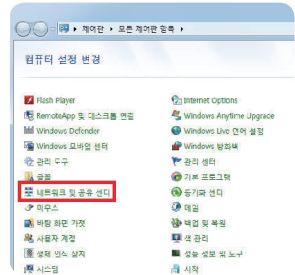 제어판 ▸ 모든 제어판 항목 ▸
컴퓨터 설정 변경
Flash Player
Internet Options
RemoteApp 및 데스크톱 연결
Windows Anytime Upgrade
Windows Defender
Windows Live 언어 설정
Windows 모바일 센터
Windows 방화벽
관리 도구
관리 센터
글꼴
기본 프로그램
네트워크 및 공유 센터
동기화 센터
마우스
메일
바탕 화면 가젯
백업 및 복원
사용자 계정
색 관리
생체 인식 장치
성능 정보 및 도구
시스템
시작